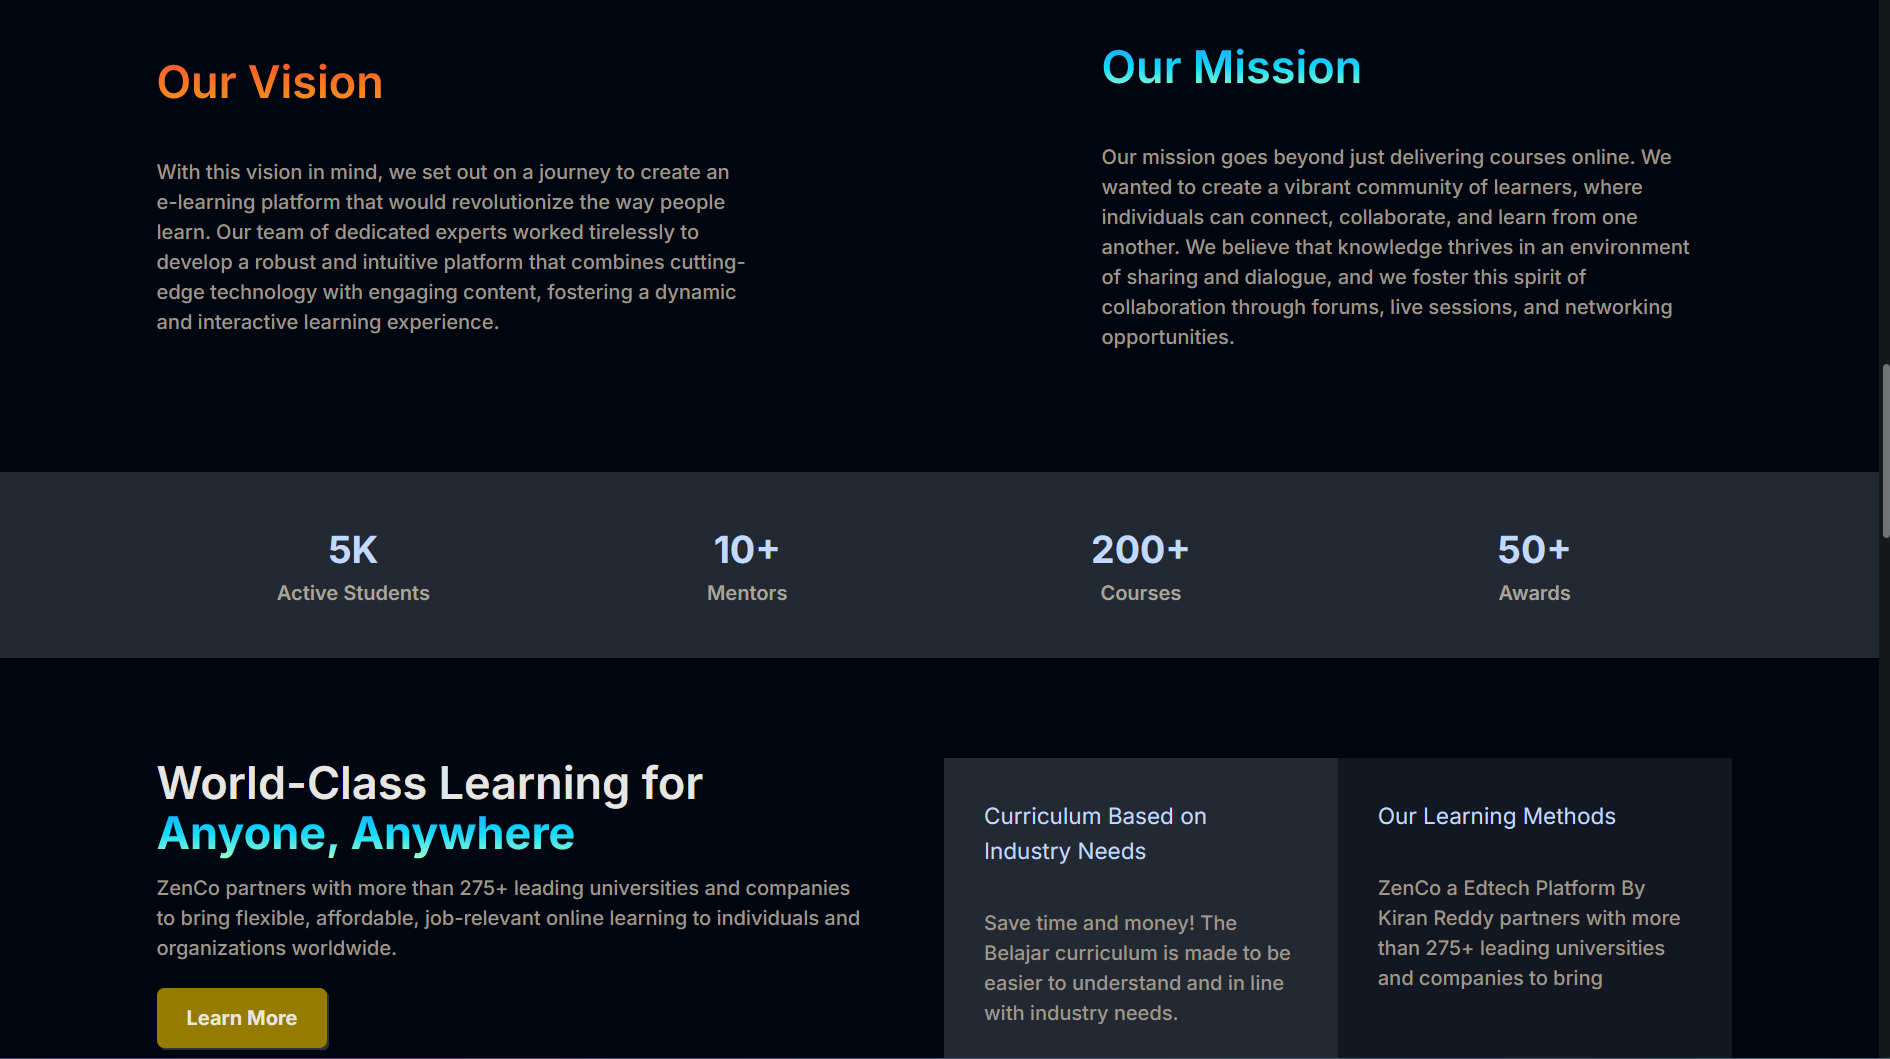 Our Vision
With this vision in mind, we set out on a journey to create an
e-learning platform that would revolutionize the way people
learn. Our team of dedicated experts worked tirelessly to
develop a robust and intuitive platform that combines cutting-
edge technology with engaging content, fostering a dynamic
and interactive learning experience.
Our Mission
Our mission goes beyond just delivering courses online. We
wanted to create a vibrant community of learners, where
individuals can connect, collaborate, and learn from one
another. We believe that knowledge thrives in an environment
of sharing and dialogue, and we foster this spirit of
collaboration through forums, live sessions, and networking
opportunities.
5K
Active Students
10+
Mentors
200+
Courses
50+
Awards
World-Class Learning for
Anyone, Anywhere
ZenCo partners with more than 275+ leading universities and companies
to bring flexible, affordable, job-relevant online learning to individuals and
organizations worldwide.
Learn More
Curriculum Based on
Industry Needs
Save time and money! The
Belajar curriculum is made to be
easier to understand and in line
with industry needs.
Our Learning Methods
ZenCo a Edtech Platform By
Kiran Reddy partners with more
than 275+ leading universities
and companies to bring